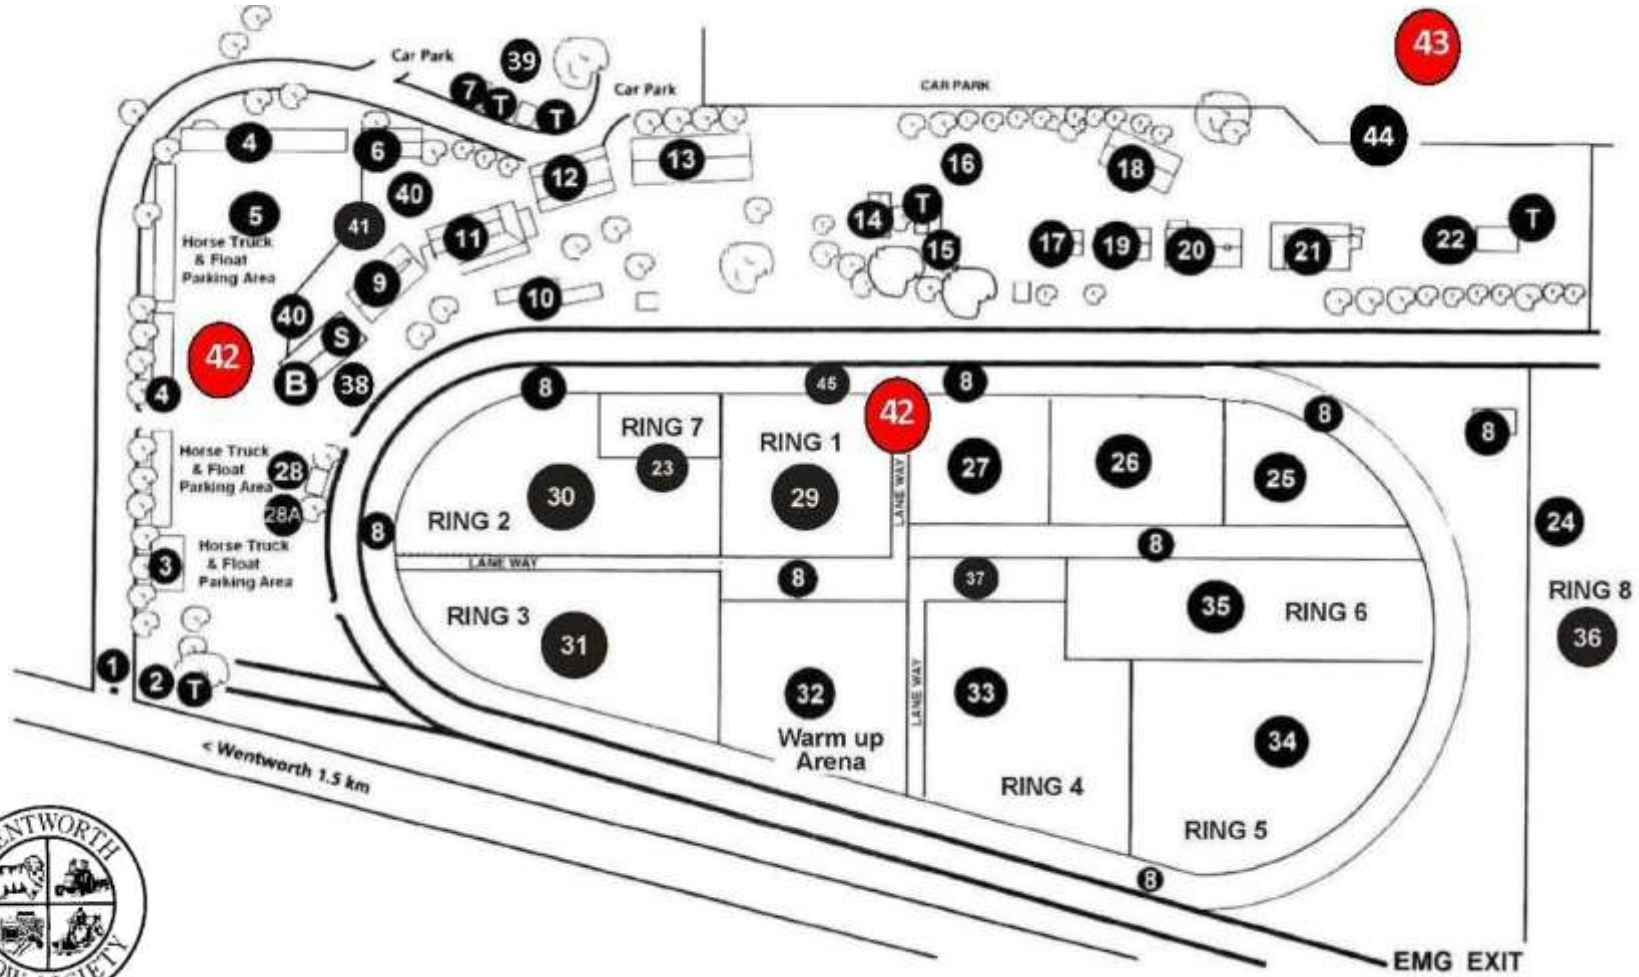 43
Car Park
39
7
T
T
Car Park
CAR PARK
44
4
6
12
13
16
18
40
5
41
11
14
T
15
17
19
20
21
22
T
Horse Truck
& Float
Parking Area
9
10
40
S
42
B
38
4
8
45
8
42
8
8
RING 7
23
RING 1
29
27
26
25
24
Horse Truck
& Float
Parking Area
28
28A
30
RING 2
LANE WAY
8
8
LANE WAY
8
37
Horse Truck
& Float
Parking Area
3
RING 3
31
35
RING 6
RING 8
36
1
2
T
32
Warm up
Arena
LANE WAY
33
RING 4
34
RING 5
8
< Wentworth 1.5 km
EMG EXIT
ENTWORTH
OW SOCIETY